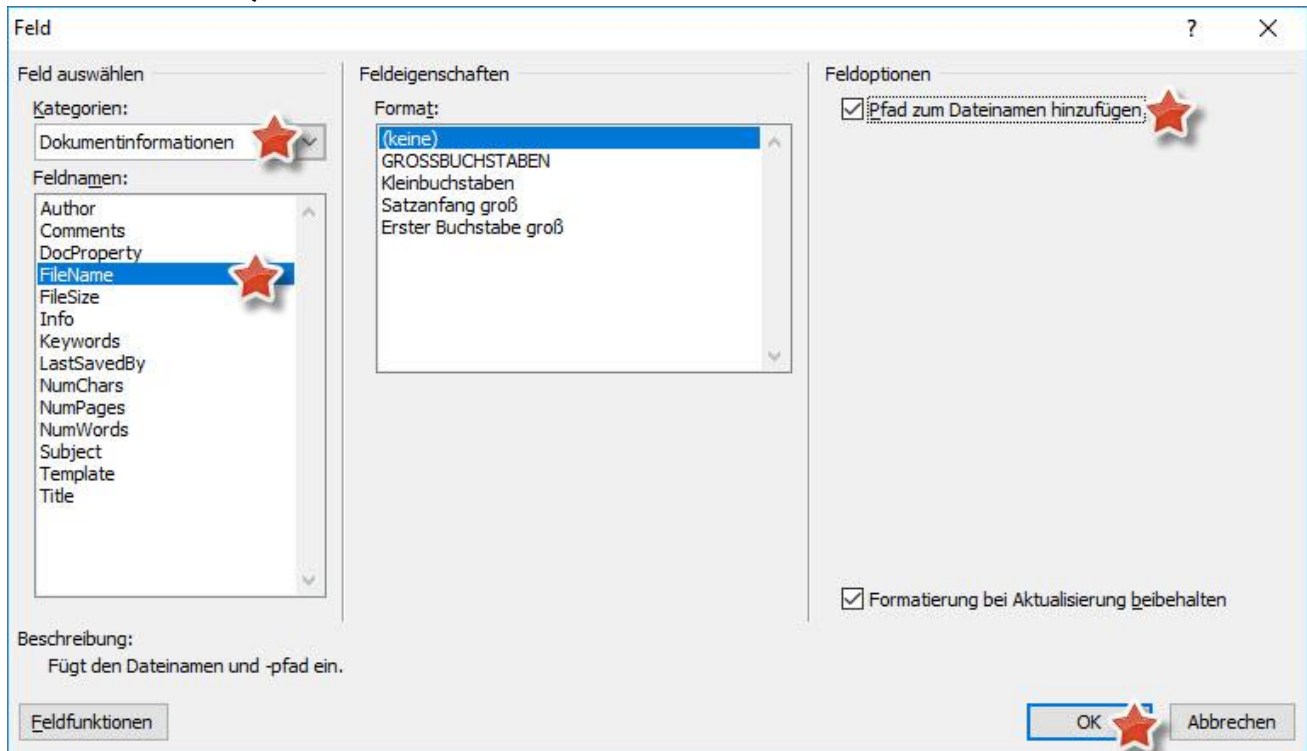 Feld
?
Feld auswählen
Kategorien:
Dokumentinformationen
Feldnamen:
Author
Comments
DocProperty
FileName
FileSize
Info
Keywords
LastSavedBy
NumChars
NumPages
NumWords
Subject
Template
Title
Feldeigenschaften
Format:
(keine)
GROSSBUCHSTABEN
Kleinbuchstaben
Satzanfang groß
Erster Buchstabe groß
Feldoptionen
Pfad zum Dateinamen hinzufügen
Formatierung bei Aktualisierung beibehalten
Beschreibung:
Fügt den Dateinamen und -pfad ein.
Feldfunktionen
OK
Abbrechen